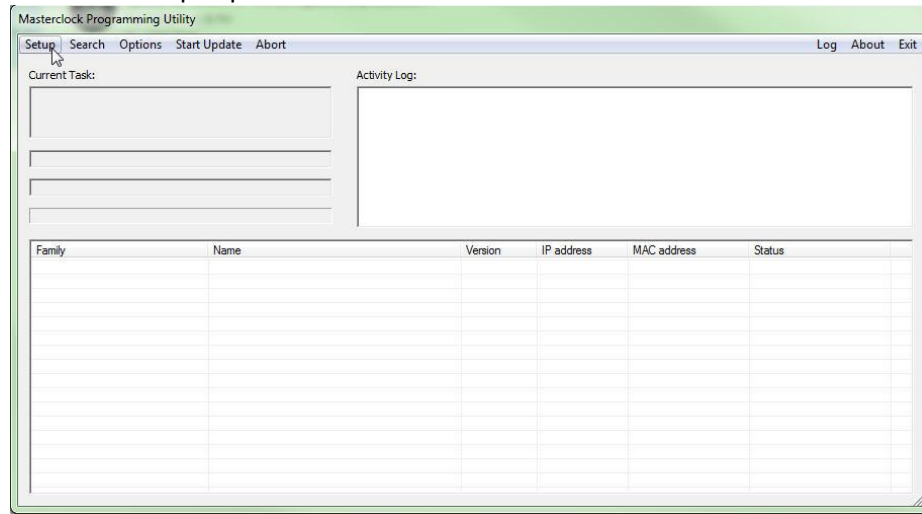 Masterclock Programming Utility
Setup Search Options Start Update Abort Log About Exit
Current Task: Activity Log:
Family Name Version IP address MAC address Status